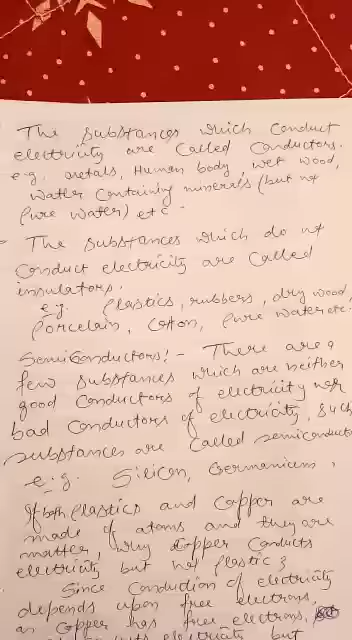 The substances which conduct
electricity are called conductors.
e.g. metals, Human body, wet wood,
water containing minerals (but not
pure water) etc.
- The substances which do not
conduct electricity are called
insulators.
e.g. plastics, rubbers, dry wood,
porcelain, cotton, pure water etc.
Semiconductors:- There are a
few substances which are neither
good conductors of electricity nor
bad conductors of electricity, such
substances are called semiconducto
e.g. Silicon, Germanium,
If both plastics and copper are
made of atoms and they are
matter, why copper conducts
electricity but not plastic?
Since conduction of electricity
depends upon free electrons,
as copper has free electrons,
electricity but